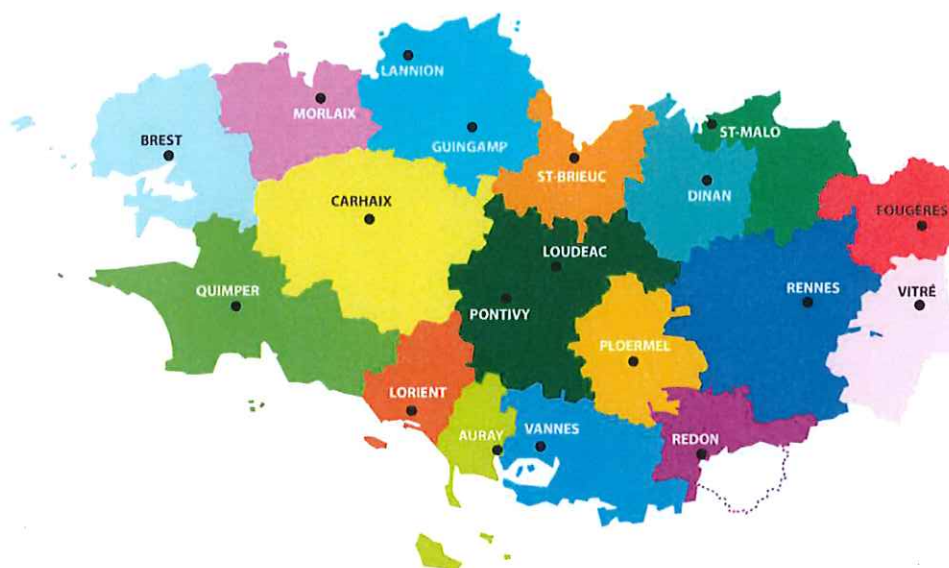 LANNION
MORLAIX
ST-MALO
BREST
GUINGAMP
ST-BRIEUC
DINAN
CARHAIX
FOUGÈRES
LOUDEAC
QUIMPER
RENNES
VITRÉ
PONTIVY
PLOERMEL
LORIENT
AURAY
VANNES
REDON